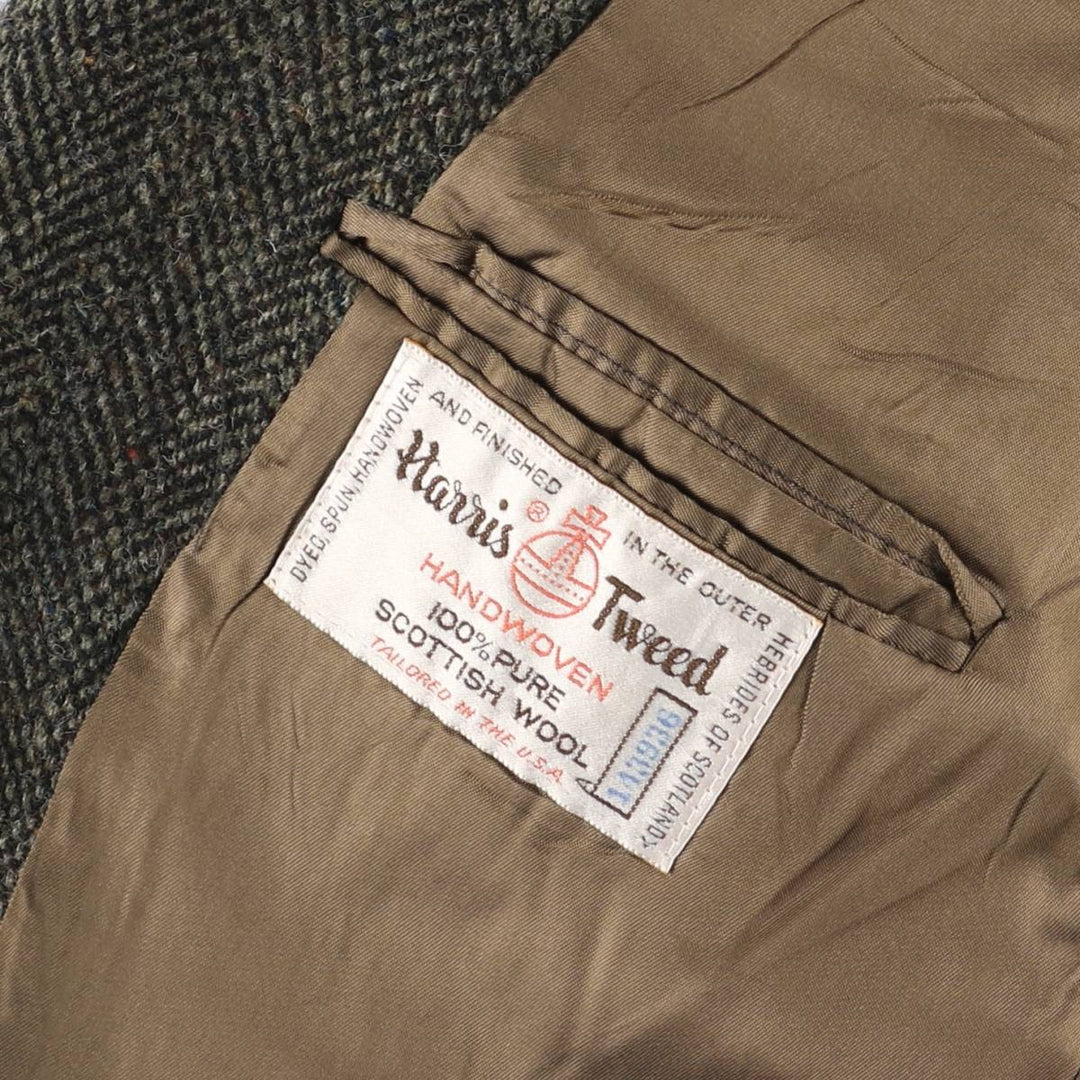 DYED, SPUN, HANDWOVEN AND FINISHED IN THE OUTER HEBRIDES OF SCOTLAND
Harris ® Tweed
HANDWOVEN
100% PURE
SCOTTISH WOOL
TAILORED IN THE U.S.A.